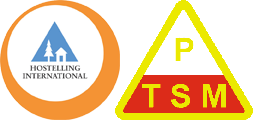 HOSTELLING
INTERNATIONAL
P
TSM